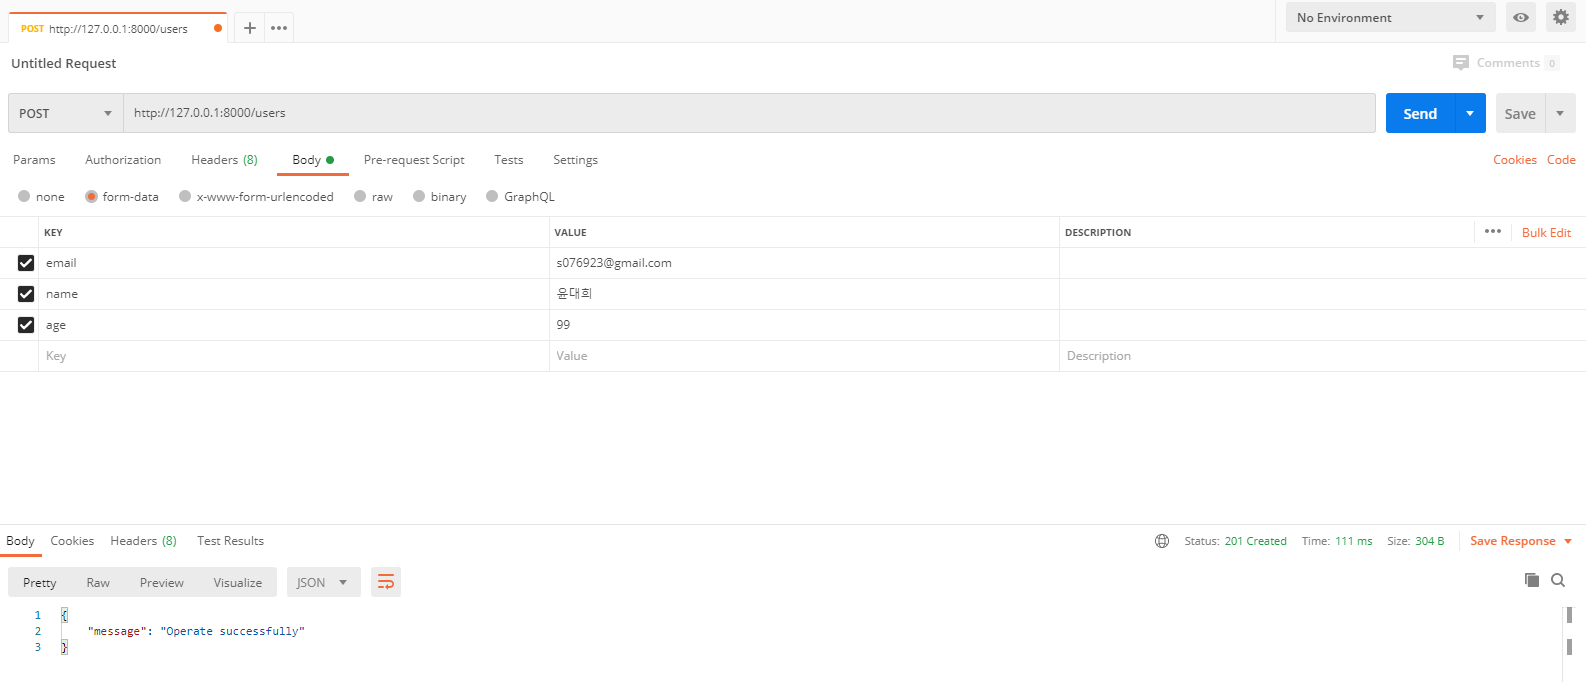 POST http://127.0.0.1:8000/users
No Environment
Untitled Request
Comments 0
POST http://127.0.0.1:8000/users Send Save
Params Authorization Headers (8) Body Pre-request Script Tests Settings Cookies Code
none form-data x-www-form-urlencoded raw binary GraphQL
KEY VALUE DESCRIPTION ••• Bulk Edit
email s076923@gmail.com
name 윤대희
age 99
Key Value Description
Body Cookies Headers (8) Test Results Status: 201 Created Time: 111 ms Size: 304 B Save Response
Pretty Raw Preview Visualize JSON
1 {
2 "message": "Operate successfully"
3 }